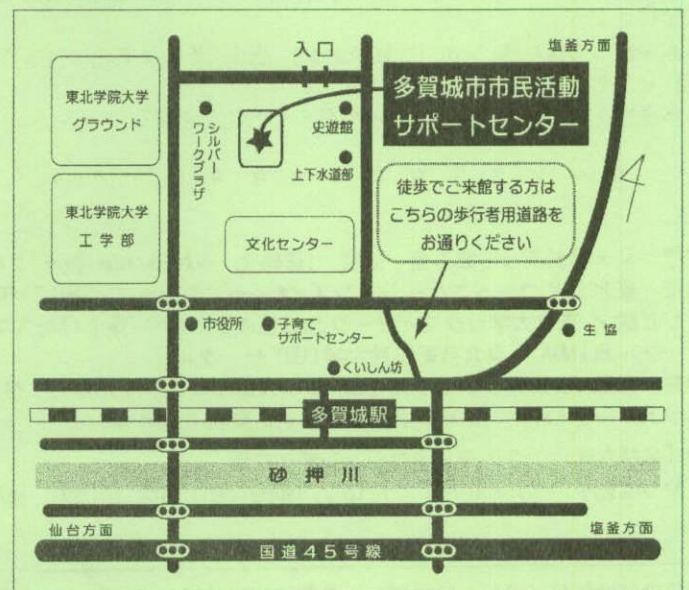 入口
塩釜方面
東北学院大学
グラウンド
シルバー
ワークプラザ
史遊館
上下水道部
多賀城市市民活動
サポートセンター
徒歩でご来館する方は
こちらの歩行者用道路を
お通りください
東北学院大学
工学部
文化センター
市役所
子育て
サポートセンター
生協
くいしん坊
多賀城駅
砂押川
仙台方面
塩釜方面
国道45号線